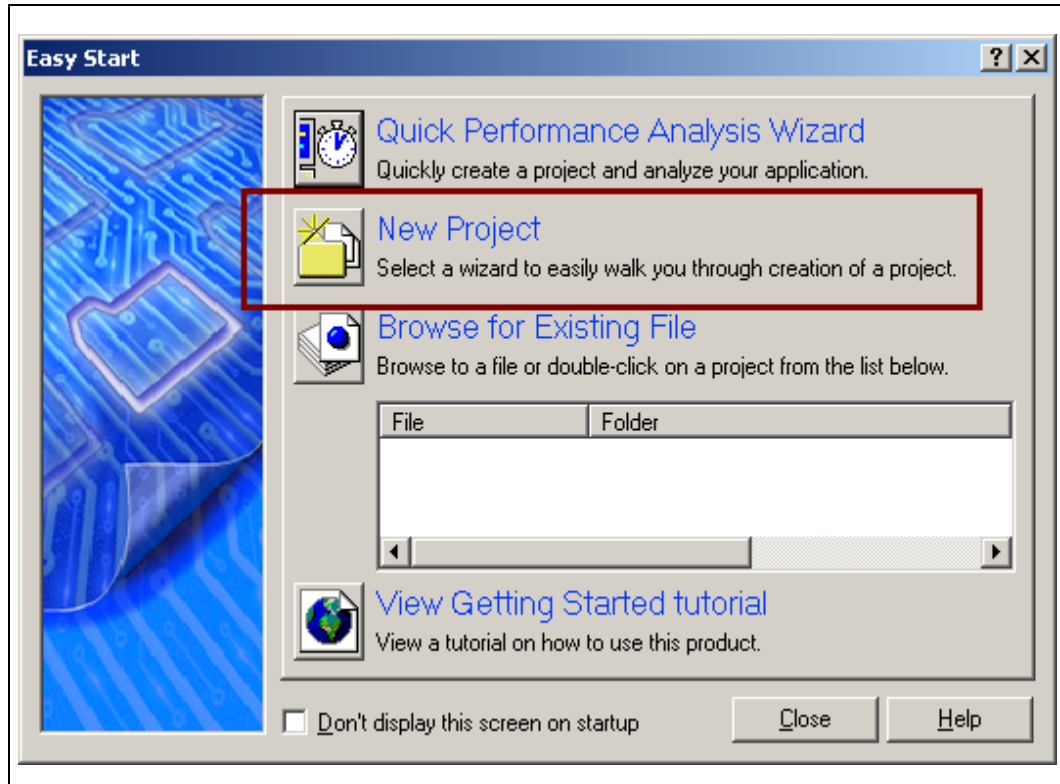 Easy Start
Quick Performance Analysis Wizard
Quickly create a project and analyze your application.
New Project
Select a wizard to easily walk you through creation of a project.
Browse for Existing File
Browse to a file or double-click on a project from the list below.
File Folder
View Getting Started tutorial
View a tutorial on how to use this product.
Don't display this screen on startup Close Help